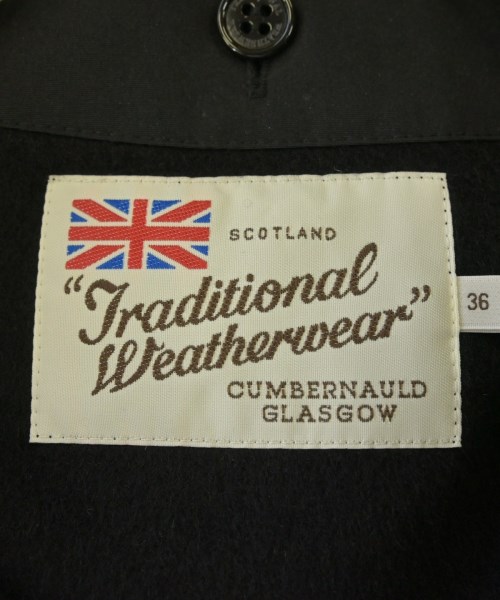 SCOTLAND
"Traditional
Weatherwear"
CUMBERNAULD
GLASGOW
36